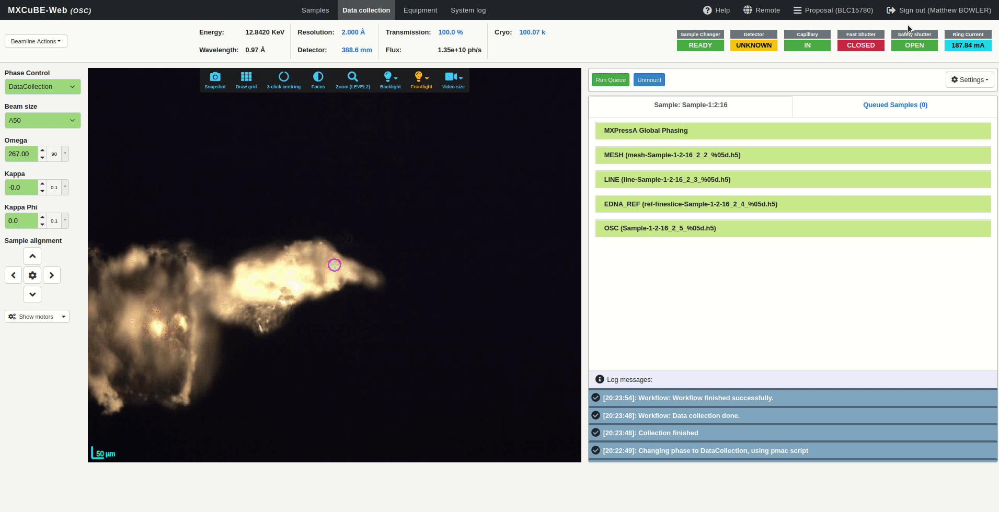 MXCuBE-Web (OSC)
Samples Data collection Equipment System log
Help Remote Proposal (BLC15780) Sign out (Matthew BOWLER)
Beamline Actions
Energy: 12.8420 KeV Resolution: 2.000 Å Transmission: 100.0 % Cryo: 100.07 k
Wavelength: 0.97 Å Detector: 388.6 mm Flux: 1.35e+10 ph/s
Sample Changer Detector Capillary Fast Shutter Safety shutter Ring Current
READY UNKNOWN IN CLOSED OPEN 187.84 mA
Phase Control
DataCollection
Beam size
A50
Omega
267.00 90 °
Kappa
-0.0 0.1 °
Kappa Phi
0.0 0.1 °
Sample alignment
Show motors
Snapshot Draw grid 3-click centring Focus Zoom (LEVEL2) Backlight Frontlight Video size
50 µm
Run Queue Unmount Settings
Sample: Sample-1:2:16 Queued Samples (0)
MXPressA Global Phasing
MESH (mesh-Sample-1-2-16_2_2_%05d.h5)
LINE (line-Sample-1-2-16_2_3_%05d.h5)
EDNA_REF (ref-fineslice-Sample-1-2-16_2_4_%05d.h5)
OSC (Sample-1-2-16_2_5_%05d.h5)
Log messages:
[20:23:54]: Workflow: Workflow finished successfully.
[20:23:48]: Workflow: Data collection done.
[20:23:48]: Collection finished
[20:22:49]: Changing phase to DataCollection, using pmac script